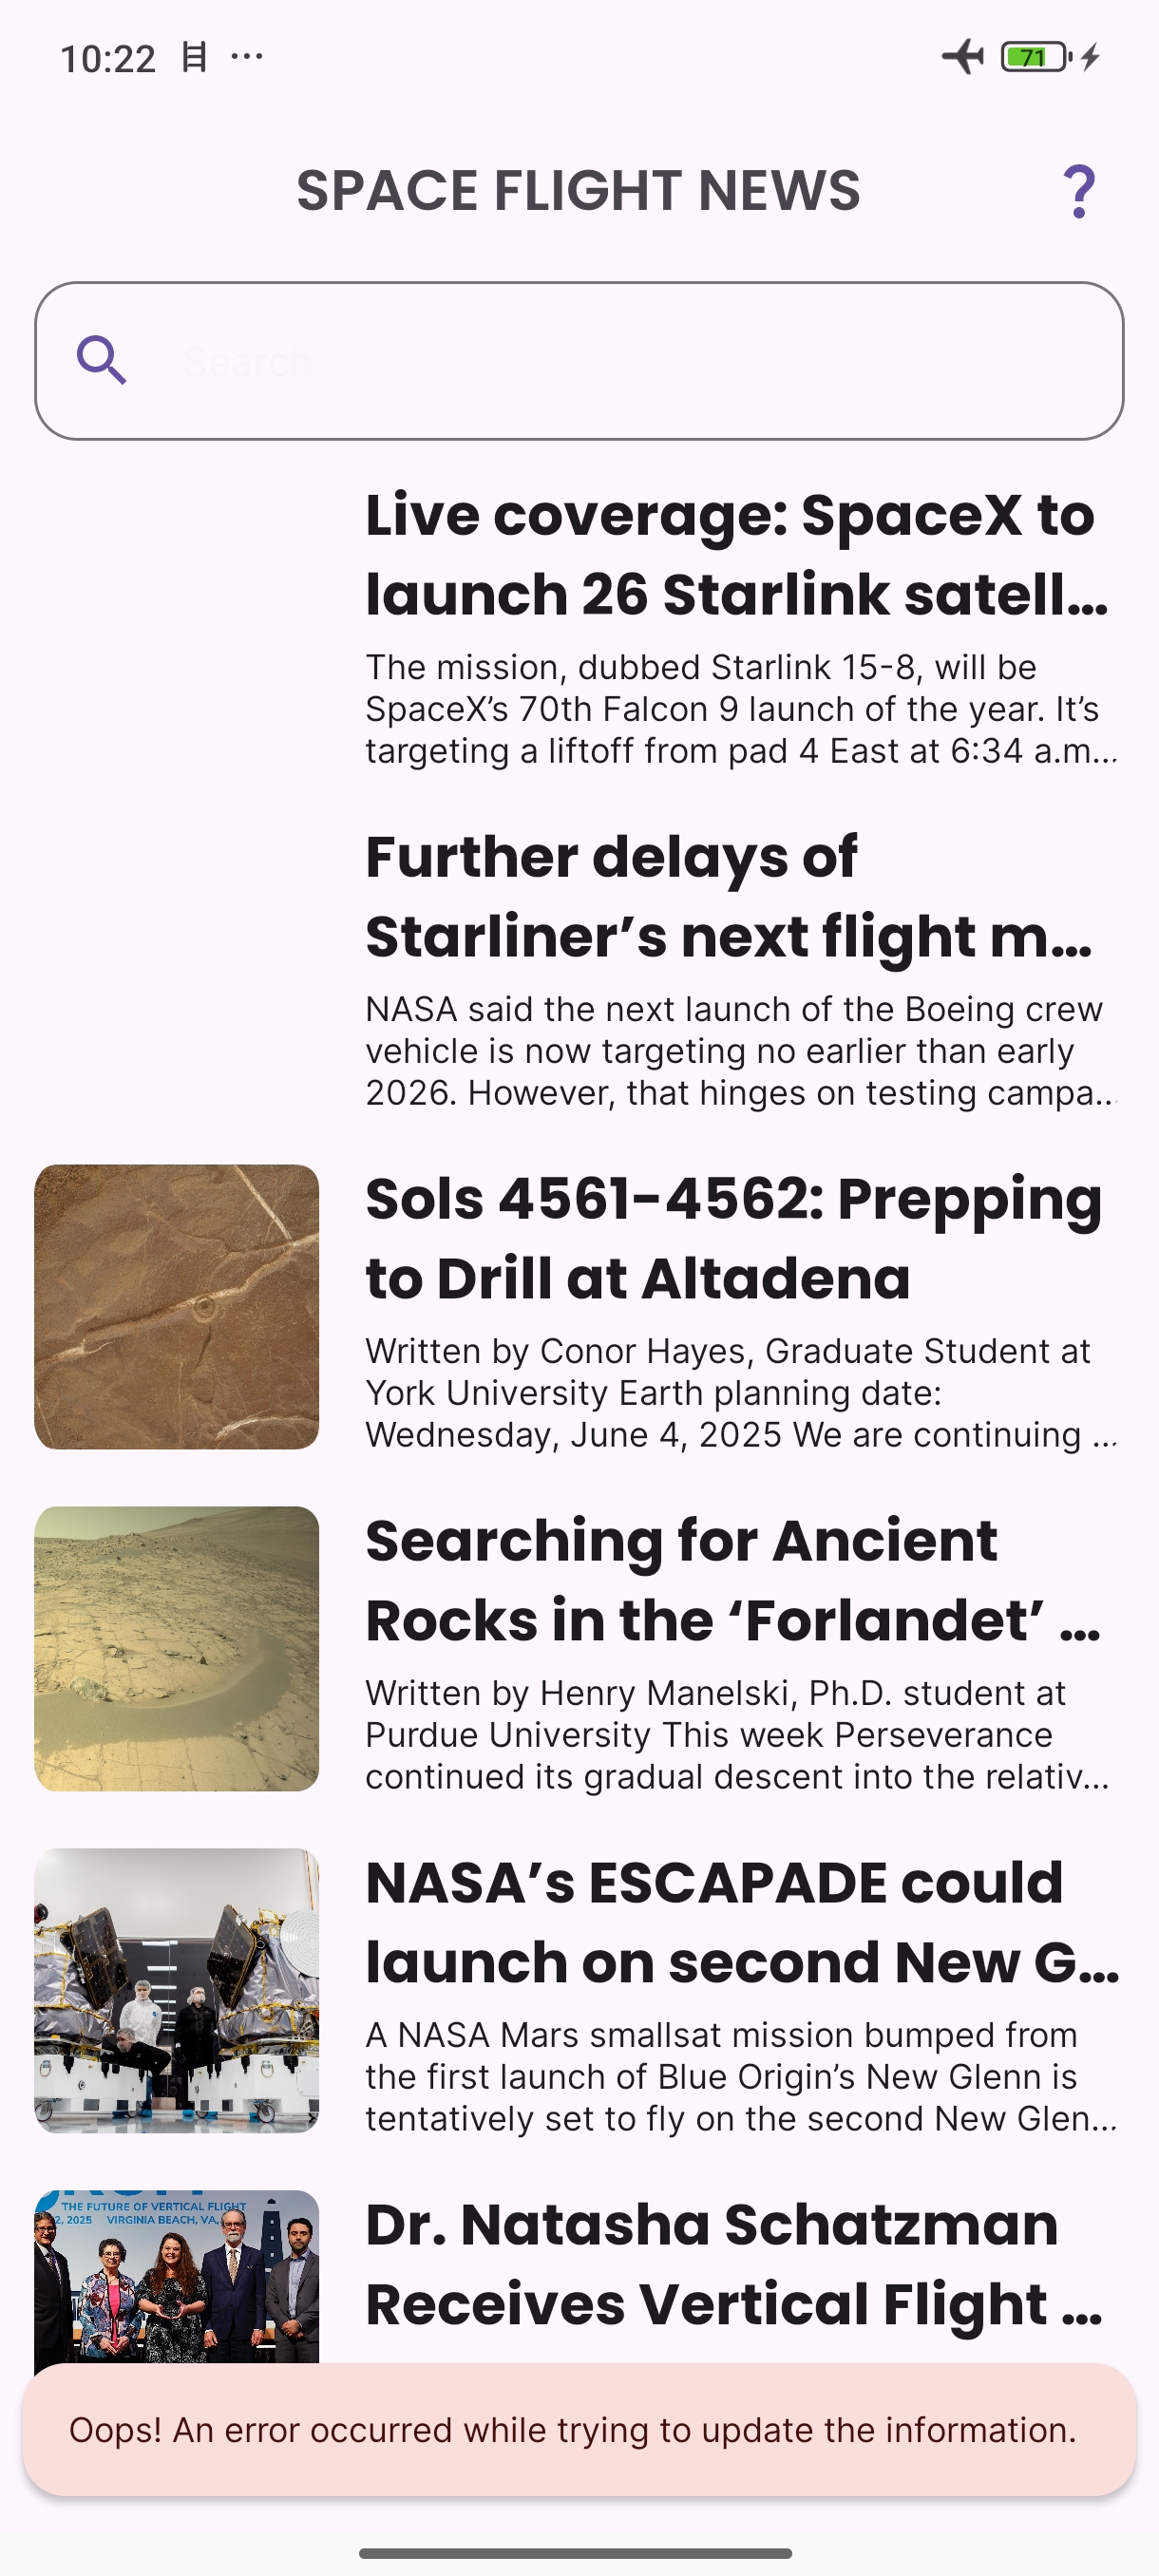 10:22
71
SPACE FLIGHT NEWS
?
Search
Live coverage: SpaceX to
launch 26 Starlink satell...
The mission, dubbed Starlink 15-8, will be
SpaceX’s 70th Falcon 9 launch of the year. It’s
targeting a liftoff from pad 4 East at 6:34 a.m...
Further delays of
Starliner’s next flight m...
NASA said the next launch of the Boeing crew
vehicle is now targeting no earlier than early
2026. However, that hinges on testing campa...
Sols 4561-4562: Prepping
to Drill at Altadena
Written by Conor Hayes, Graduate Student at
York University Earth planning date:
Wednesday, June 4, 2025 We are continuing ...
Searching for Ancient
Rocks in the ‘Forlandet’ ...
Written by Henry Manelski, Ph.D. student at
Purdue University This week Perseverance
continued its gradual descent into the relativ...
NASA’s ESCAPADE could
launch on second New G...
A NASA Mars smallsat mission bumped from
the first launch of Blue Origin’s New Glenn is
tentatively set to fly on the second New Glen...
THE FUTURE OF VERTICAL FLIGHT
2, 2025 VIRGINIA BEACH, VA,
Dr. Natasha Schatzman
Receives Vertical Flight ...
Oops! An error occurred while trying to update the information.